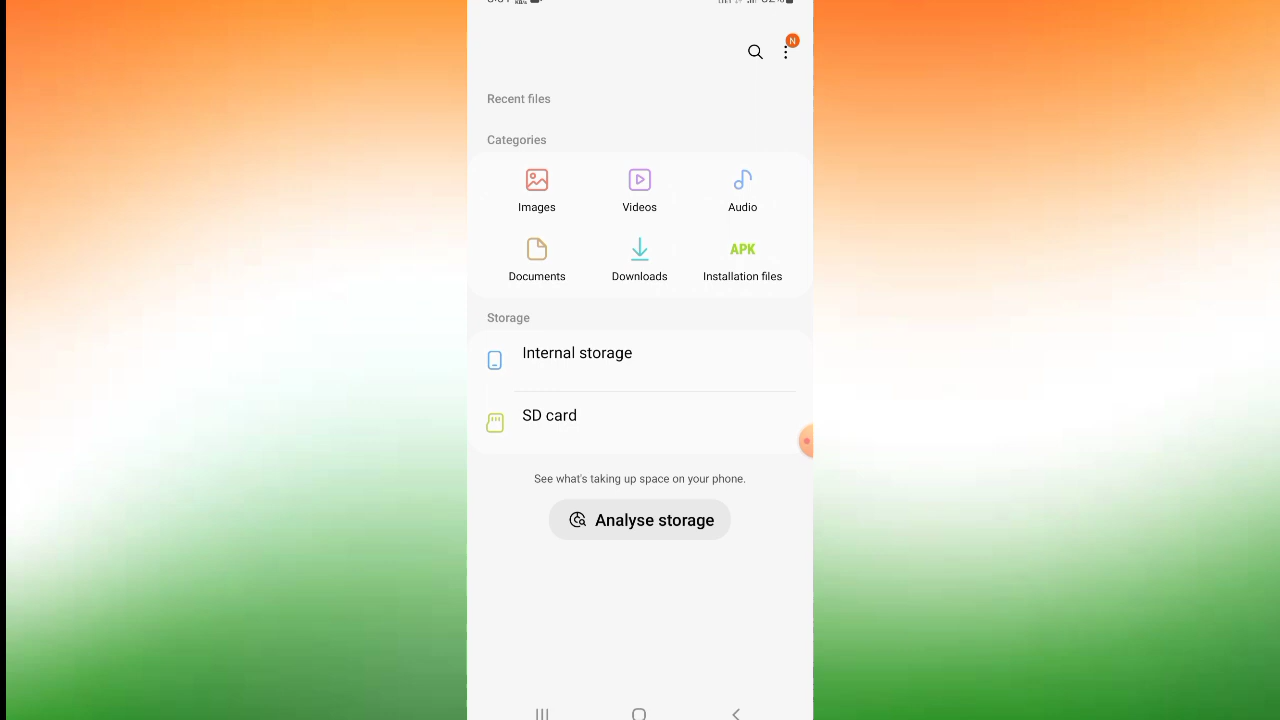 N
Recent files
Categories
Images Videos Audio
Documents Downloads APK Installation files
Storage
Internal storage
SD card
See what's taking up space on your phone.
Analyse storage